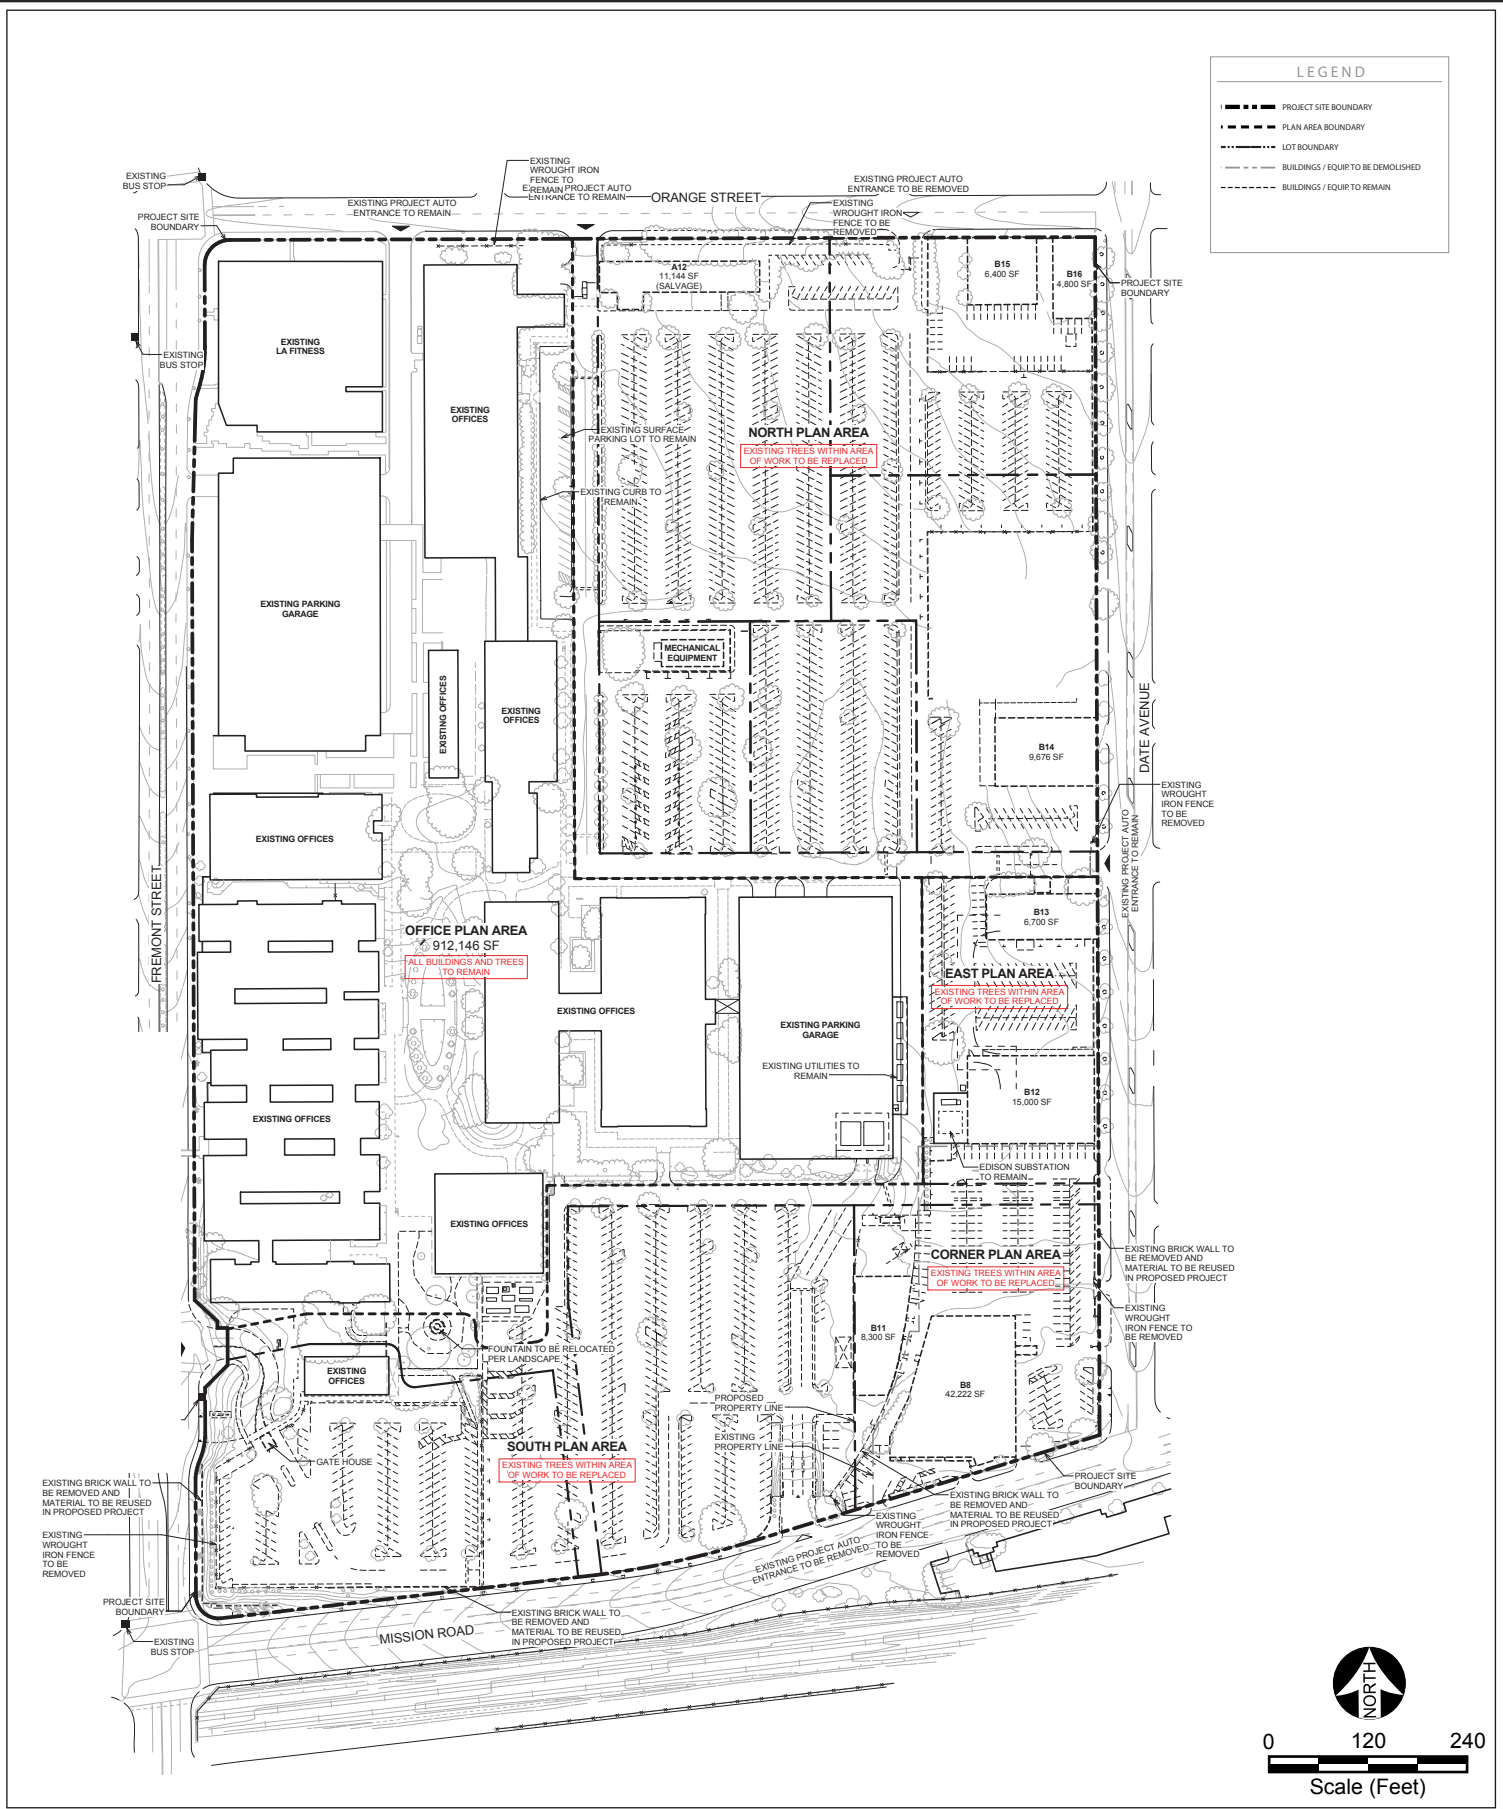 LEGEND
PROJECT SITE BOUNDARY
PLAN AREA BOUNDARY
LOT BOUNDARY
BUILDINGS / EQUIP. TO BE DEMOLISHED
BUILDINGS / EQUIP. TO REMAIN
EXISTING
BUS STOP
PROJECT SITE
BOUNDARY
EXISTING PROJECT AUTO
ENTRANCE TO REMAIN
EXISTING
WROUGHT IRON
FENCE TO
REMAIN
PROJECT AUTO
ENTRANCE TO REMAIN
ORANGE STREET
EXISTING PROJECT AUTO
ENTRANCE TO BE REMOVED
EXISTING
WROUGHT IRON
FENCE TO BE
REMOVED
A12
11,144 SF
(SALVAGE)
B15
6,400 SF
B16
4,800 SF
PROJECT SITE
BOUNDARY
EXISTING
LA FITNESS
EXISTING
BUS STOP
EXISTING
OFFICES
EXISTING SURFACE
PARKING LOT TO REMAIN
NORTH PLAN AREA
EXISTING TREES WITHIN AREA
OF WORK TO BE REPLACED
EXISTING CURB TO
REMAIN
EXISTING PARKING
GARAGE
MECHANICAL
EQUIPMENT
EXISTING OFFICES
EXISTING
OFFICES
B14
9,676 SF
DATE AVENUE
EXISTING
WROUGHT
IRON FENCE
TO BE
REMOVED
EXISTING PROJECT AUTO
ENTRANCE TO REMAIN
EXISTING OFFICES
FREMONT STREET
OFFICE PLAN AREA
912,146 SF
ALL BUILDINGS AND TREES
TO REMAIN
B13
6,700 SF
EAST PLAN AREA
EXISTING TREES WITHIN AREA
OF WORK TO BE REPLACED
EXISTING OFFICES
EXISTING PARKING
GARAGE
EXISTING UTILITIES TO
REMAIN
B12
15,000 SF
EXISTING OFFICES
EDISON SUBSTATION
TO REMAIN
EXISTING OFFICES
CORNER PLAN AREA
EXISTING TREES WITHIN AREA
OF WORK TO BE REPLACED
EXISTING BRICK WALL TO
BE REMOVED AND
MATERIAL TO BE REUSED
IN PROPOSED PROJECT
EXISTING
WROUGHT
IRON FENCE TO
BE REMOVED
B11
8,300 SF
FOUNTAIN TO BE RELOCATED
PER LANDSCAPE
EXISTING
OFFICES
B8
42,222 SF
PROPOSED
PROPERTY LINE
EXISTING
PROPERTY LINE
SOUTH PLAN AREA
EXISTING TREES WITHIN AREA
OF WORK TO BE REPLACED
GATE HOUSE
PROJECT SITE
BOUNDARY
EXISTING BRICK WALL TO
BE REMOVED AND
MATERIAL TO BE REUSED
IN PROPOSED PROJECT
EXISTING BRICK WALL TO
BE REMOVED AND
MATERIAL TO BE REUSED
IN PROPOSED PROJECT
EXISTING
WROUGHT
IRON FENCE
TO BE
REMOVED
EXISTING
WROUGHT
IRON FENCE
TO BE
REMOVED
EXISTING PROJECT AUTO
ENTRANCE TO BE REMOVED
PROJECT SITE
BOUNDARY
EXISTING
BUS STOP
EXISTING BRICK WALL TO
BE REMOVED AND
MATERIAL TO BE REUSED
IN PROPOSED PROJECT
MISSION ROAD
NORTH
0 120 240
Scale (Feet)